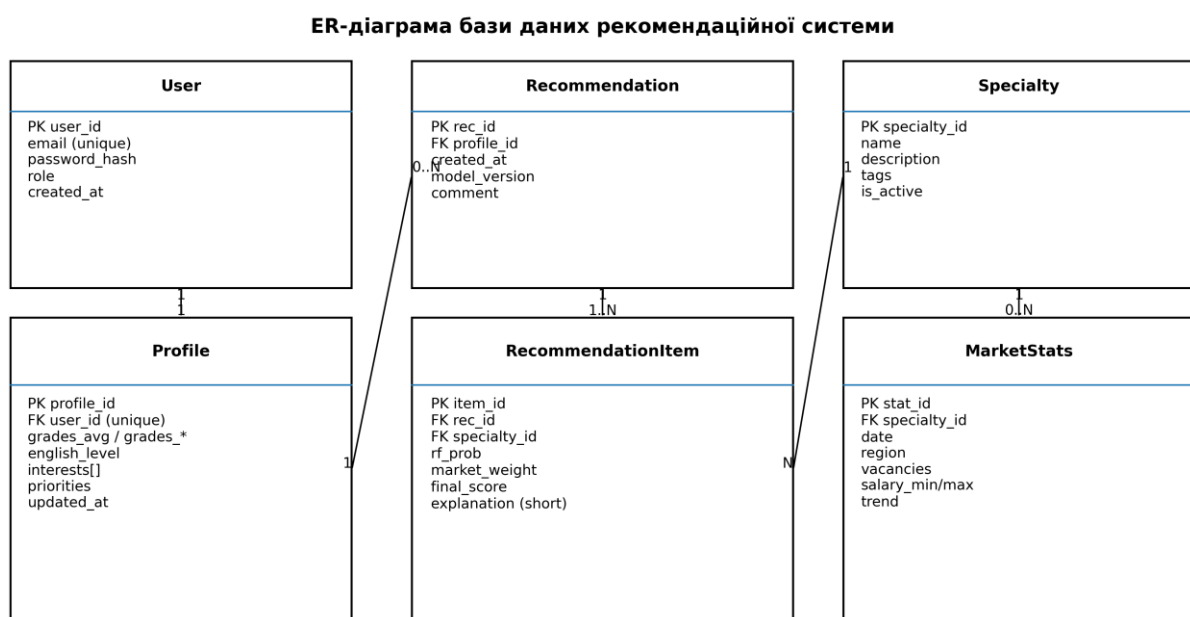 ER-діаграма бази даних рекомендаційної системи
User
PK user_id
email (unique)
password_hash
role
created_at
Recommendation
PK rec_id
FK profile_id
created_at
model_version
comment
Specialty
PK specialty_id
name
description
tags
is_active
0..N
1
1
1
1
1..N
1
0..N
Profile
PK profile_id
FK user_id (unique)
grades_avg / grades_*
english_level
interests[]
priorities
updated_at
1
RecommendationItem
PK item_id
FK rec_id
FK specialty_id
rf_prob
market_weight
final_score
explanation (short)
N
MarketStats
PK stat_id
FK specialty_id
date
region
vacancies
salary_min/max
trend